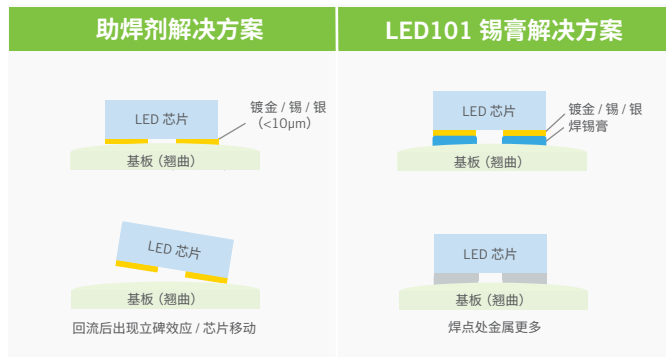 助焊剂解决方案
LED 芯片
镀金 / 锡 / 银
（<10μm）
基板（翘曲）
LED 芯片
基板（翘曲）
回流后出现立碑效应 / 芯片移动
LED101 锡膏解决方案
LED 芯片
镀金 / 锡 / 银
焊锡膏
基板（翘曲）
LED 芯片
基板（翘曲）
焊点处金属更多